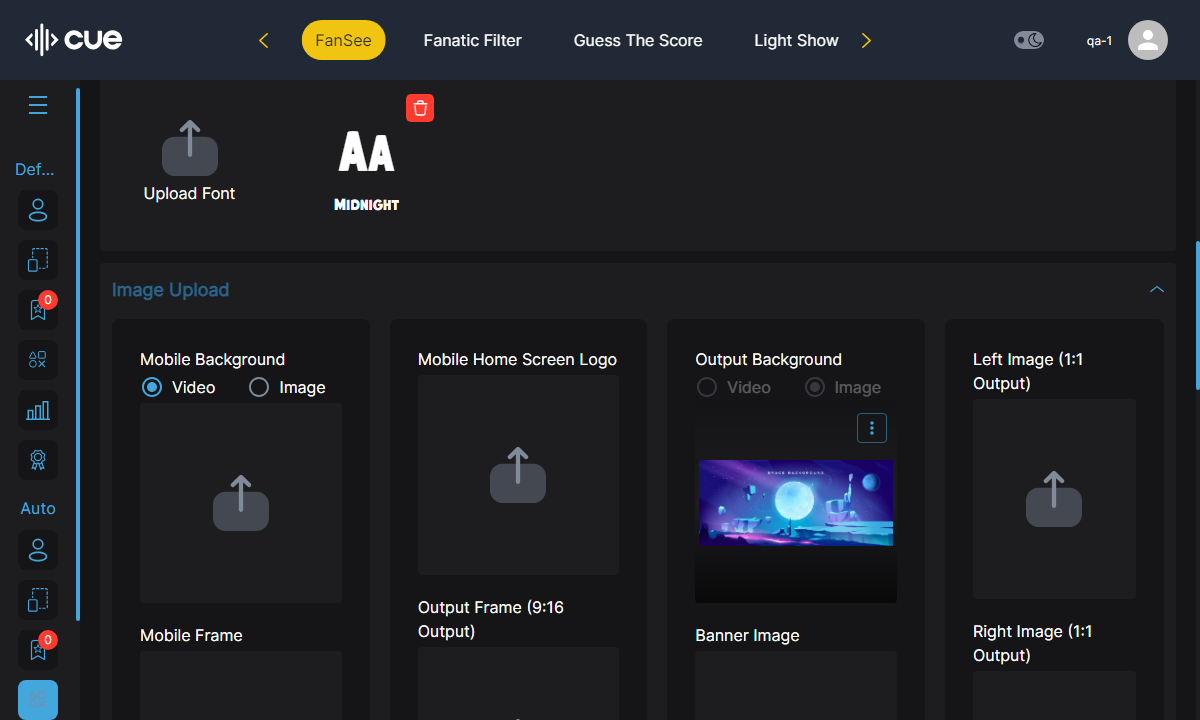 cue
FanSee
Fanatic Filter
Guess The Score
Light Show
qa-1
Def...
0
Auto
0
Upload Font
AA
MIDNIGHT
Image Upload
Mobile Background
Video
Image
Mobile Frame
Mobile Home Screen Logo
Output Frame (9:16
Output)
Output Background
Video
Image
SPACE BACKGROUND
Banner Image
Left Image (1:1
Output)
Right Image (1:1
Output)